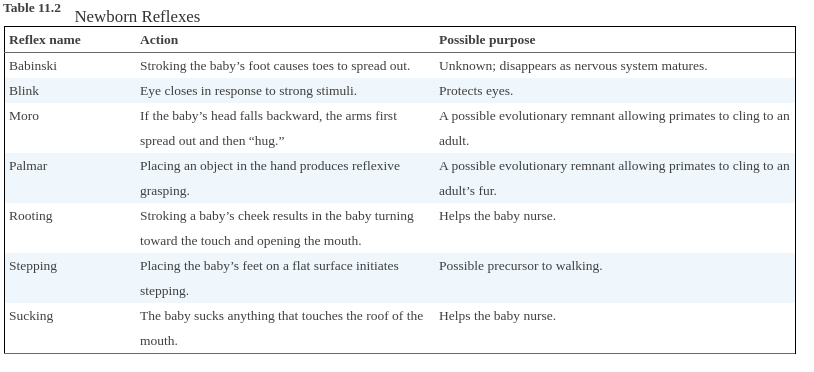 Table 11.2 Newborn Reflexes
Reflex name Action Possible purpose
Babinski Stroking the baby’s foot causes toes to spread out. Unknown; disappears as nervous system matures.
Blink Eye closes in response to strong stimuli. Protects eyes.
Moro If the baby’s head falls backward, the arms first A possible evolutionary remnant allowing primates to cling to an
spread out and then “hug.” adult.
Palmar Placing an object in the hand produces reflexive A possible evolutionary remnant allowing primates to cling to an
grasping. adult’s fur.
Rooting Stroking a baby’s cheek results in the baby turning Helps the baby nurse.
toward the touch and opening the mouth.
Stepping Placing the baby’s feet on a flat surface initiates Possible precursor to walking.
stepping.
Sucking The baby sucks anything that touches the roof of the Helps the baby nurse.
mouth.